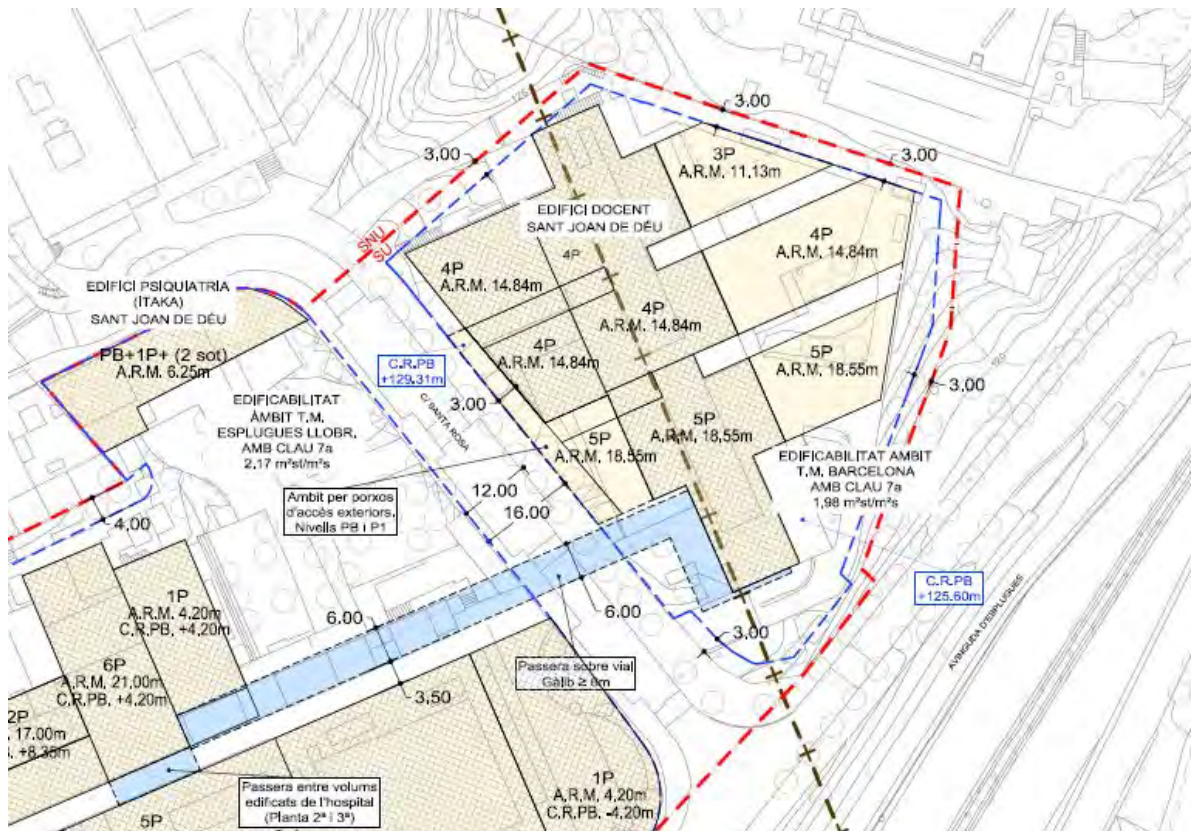 120
3.00
3.00
3P
A.R.M. 11.13m
3.00
EDIFICI DOCENT
SANT JOAN DE DÉU
SNU
SU
4P
4P
A.R.M. 14.84m
4P
A.R.M. 14.84m
EDIFICI PSIQUIATRIA
(ÍTAKA)
SANT JOAN DE DÉU
4P
A.R.M. 14.84m
PB+1P+ (2 sot)
A.R.M. 6.25m
C.R.PB
+129.31m
4P
A.R.M. 14.84m
5P
A.R.M. 18.55m
120
3.00
EDIFICABILITAT
ÀMBIT T.M.
ESPLUGUES LLOBR.
AMB CLAU 7a
2,17 m²st/m²s
C/ SANTA ROSA
3.00
5P
A.R.M. 18.55m
5P
A.R.M. 18.55m
EDIFICABILITAT AMBIT
T.M. BARCELONA
AMB CLAU 7a
1,98 m²st/m²s
12.00
16.00
Àmbit per porxos
d'accès exteriors.
Nivells PB i P1
4.00
C.R.PB
+125.60m
AVINGUDA D'ESPLUGUES
1P
A.R.M. 4.20m
C.R.PB. +4.20m
6.00
6.00
3.00
6P
A.R.M. 21.00m
C.R.PB. +4.20m
Passera sobre vial
Gàlib ≥ 6m
3.50
2P
17.00m
+8.35m
Passera entre volums
edificats de l'hospital
(Planta 2ª i 3ª)
1P
A.R.M. 4.20m
C.R.PB. -4.20m
5P